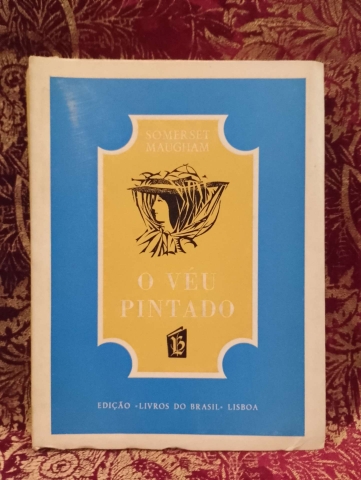 SOMERSET
MAUGHAM
O VÉU
PINTADO
EDIÇÃO «LIVROS DO BRASIL» LISBOA